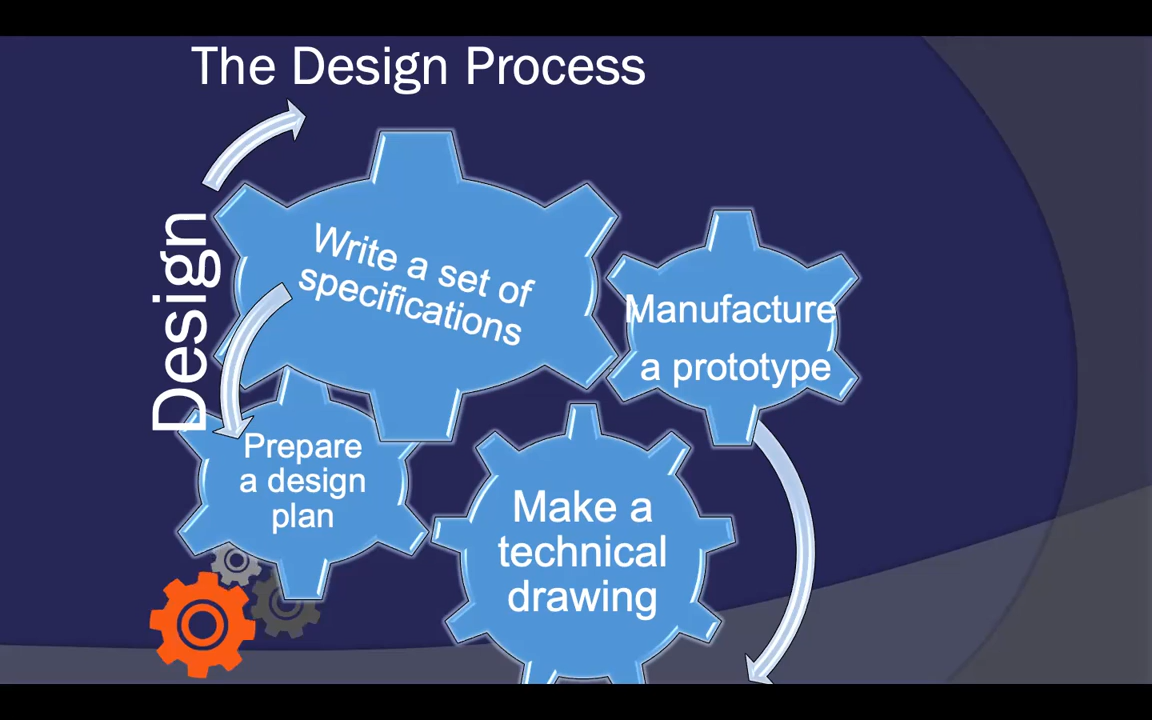 The Design Process
Design
Write a set of
specifications
Manufacture
a prototype
Prepare
a design
plan
Make a
technical
drawing